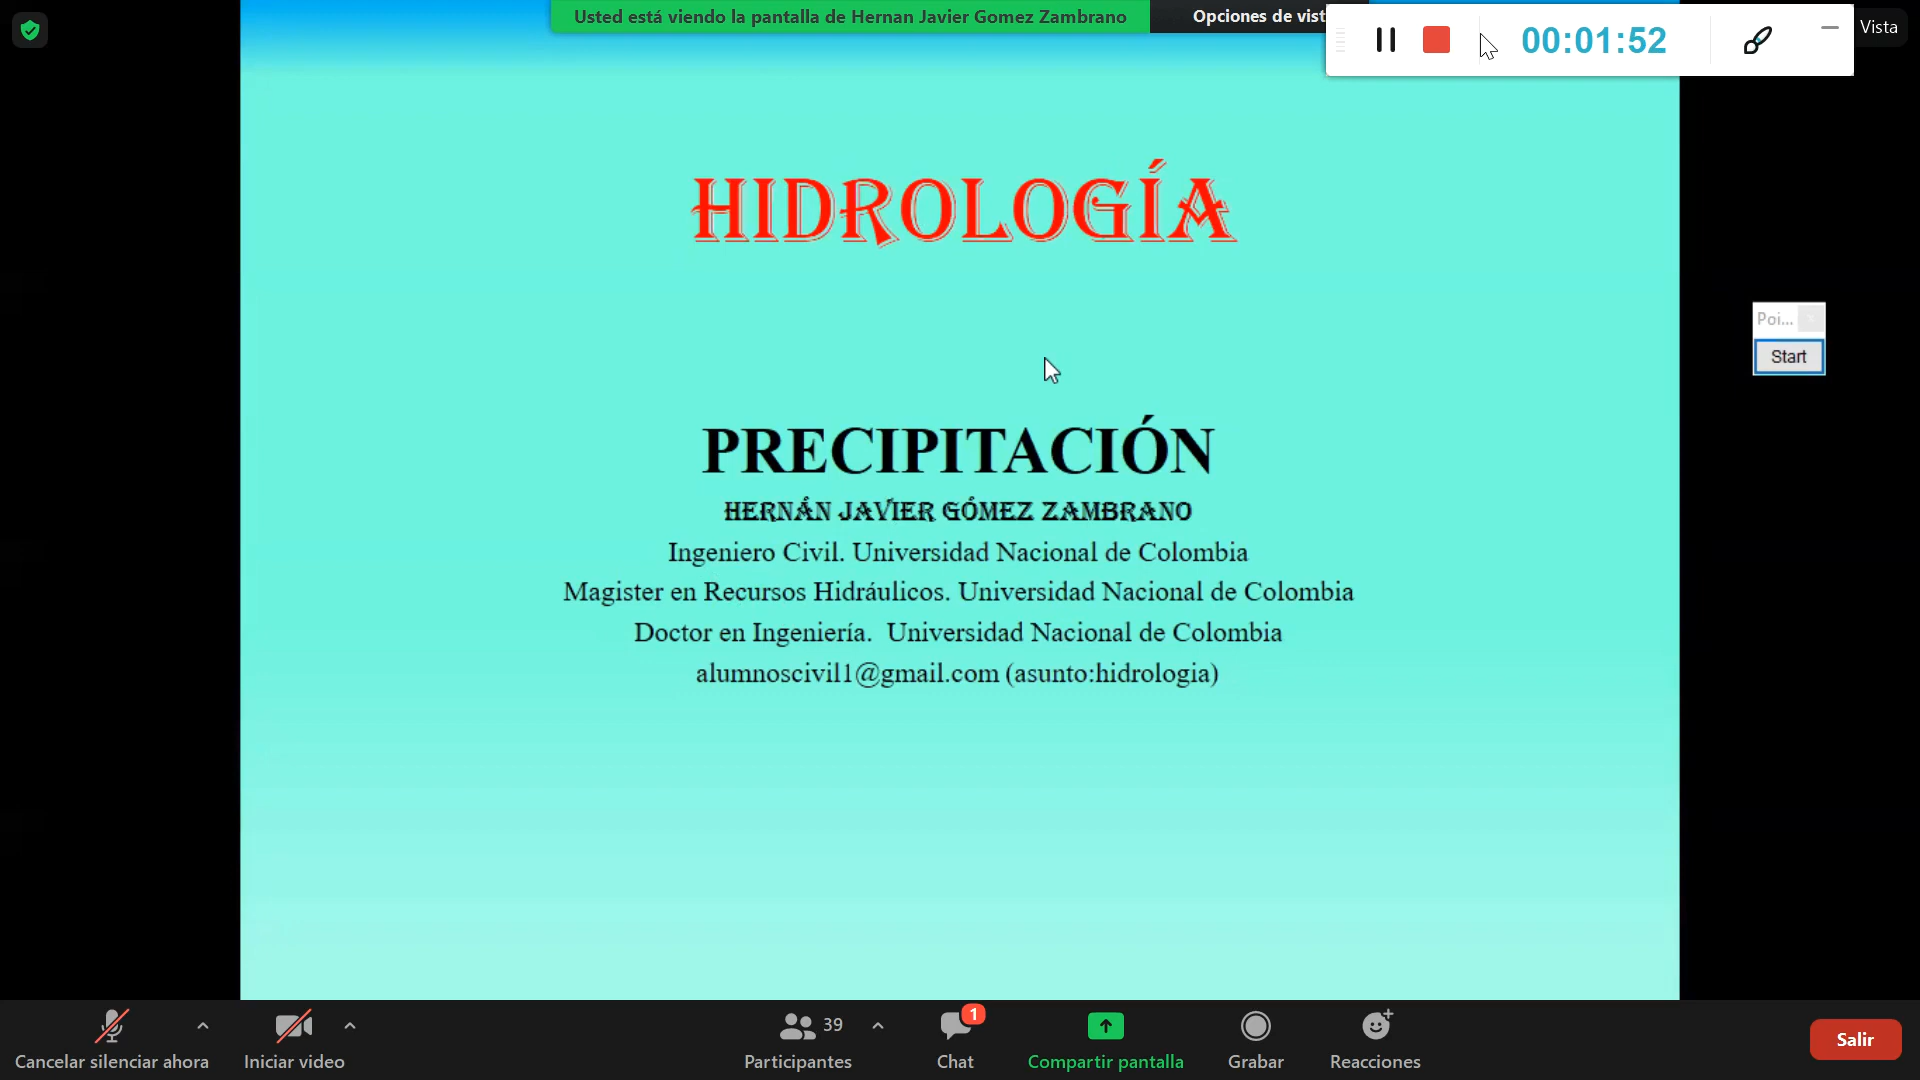 Usted está viendo la pantalla de Hernan Javier Gomez Zambrano
Opciones de vist
00:01:52
Vista
HIDROLOGÍA
Poi...
Start
PRECIPITACIÓN
HERNÁN JAVIER GÓMEZ ZAMBRANO
Ingeniero Civil. Universidad Nacional de Colombia
Magister en Recursos Hidráulicos. Universidad Nacional de Colombia
Doctor en Ingeniería. Universidad Nacional de Colombia
alumnoscivil1@gmail.com (asunto:hidrologia)
39
1
Cancelar silenciar ahora
Iniciar video
Participantes
Chat
Compartir pantalla
Grabar
Reacciones
Salir